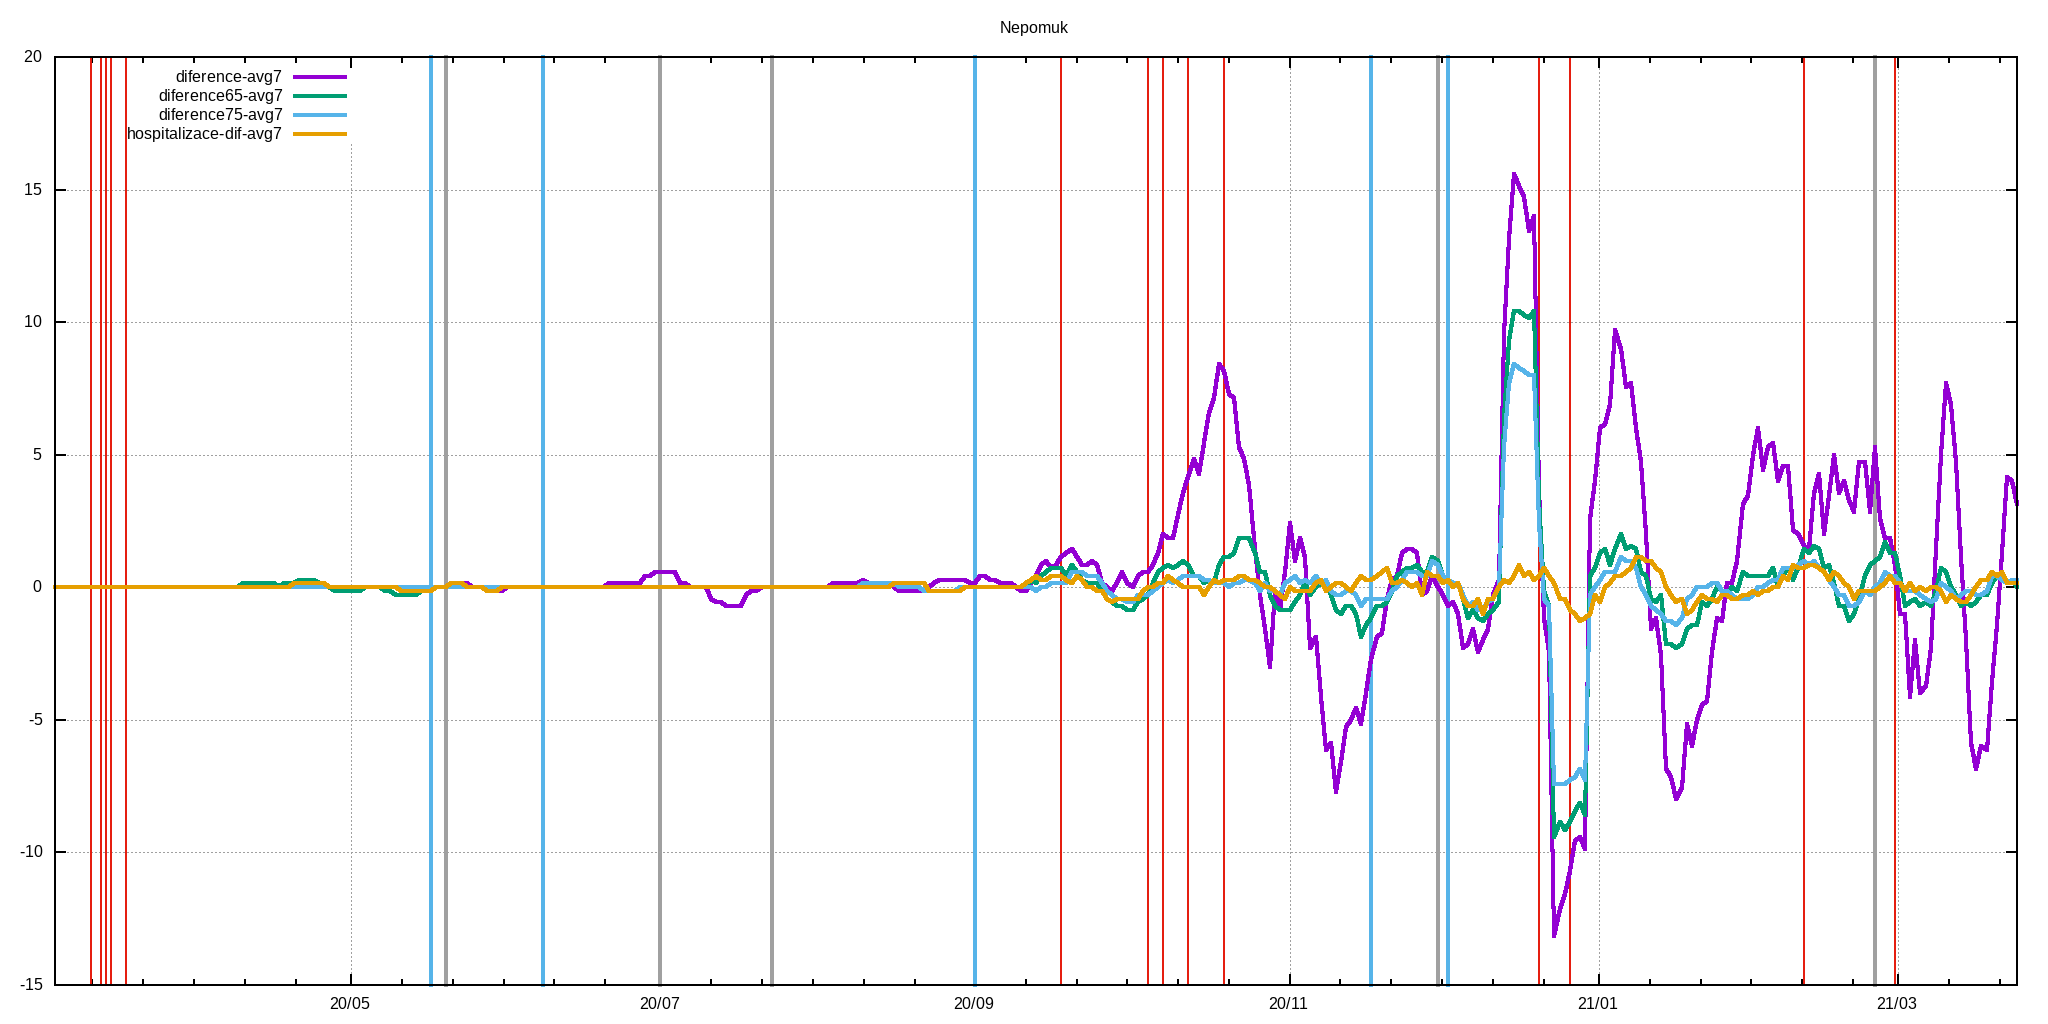 Nepomuk
20
15
10
5
0
-5
-10
-15
diference-avg7
diference65-avg7
diference75-avg7
hospitalizace-dif-avg7
20/05
20/07
20/09
20/11
21/01
21/03